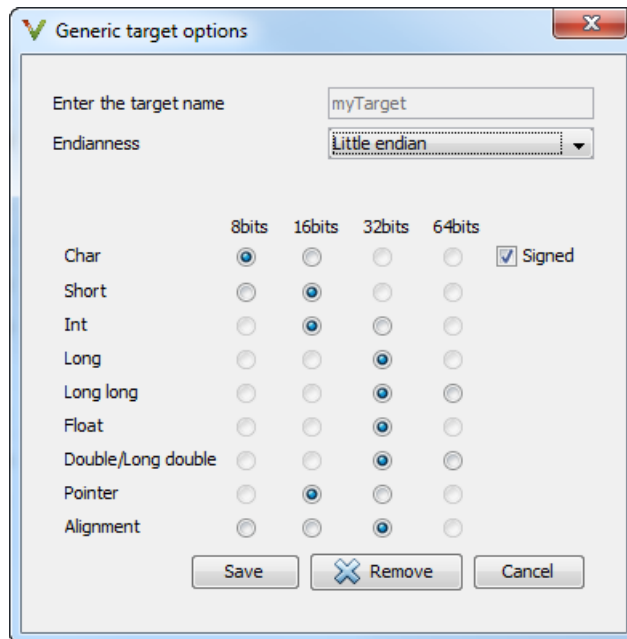 Generic target options
Enter the target name myTarget
Endianness Little endian
8bits 16bits 32bits 64bits
Char Signed
Short
Int
Long
Long long
Float
Double/Long double
Pointer
Alignment
Save Remove Cancel